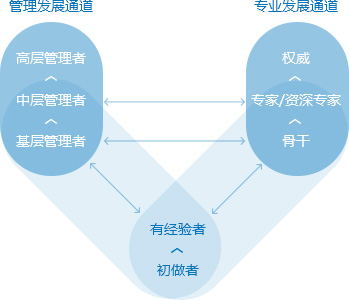 管理发展通道
专业发展通道
高层管理者
权威
中层管理者
专家/资深专家
基层管理者
骨干
有经验者
初做者